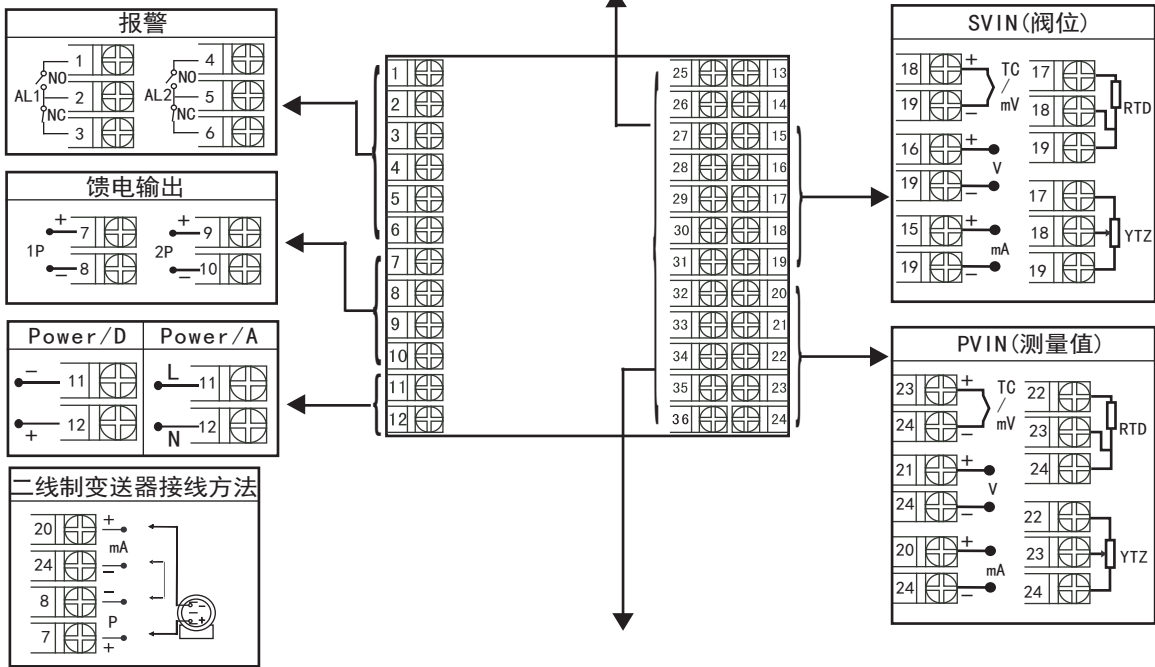 报警
1
NO
AL1 2
NC
3
4
NO
AL2 5
NC
6
馈电输出
+ 7
1P
- 8
+ 9
2P
- 10
Power/D Power/A
- 11
+ 12
L 11
N 12
二线制变送器接线方法
20 +
mA
24 -
8 -
P
7 +
- +
1 25 13
2 26 14
3 27 15
4 28 16
5 29 17
6 30 18
7 31 19
8 32 20
9 33 21
10 34 22
11 35 23
12 36 24
SVIN(阀位)
18 + TC
/
19 - mV
17
18 RTD
19
16 +
V
19 -
15 +
mA
19 -
17
18 YTZ
19
PVIN(测量值)
23 + TC
/
24 - mV
22
23 RTD
24
21 +
V
24 -
20 +
mA
24 -
22
23 YTZ
24